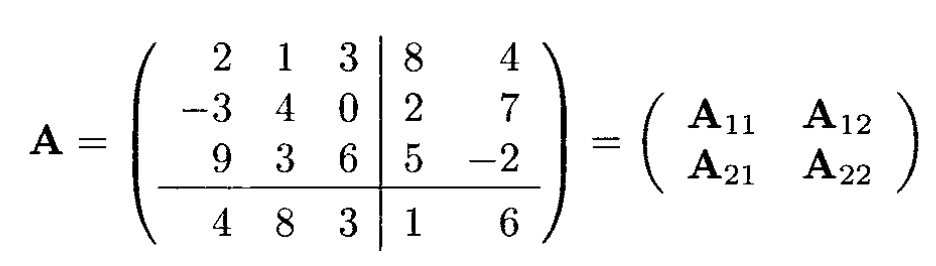 2 1 3 8 4
−3 4 0 2 7
A = = A₁₁ A₁₂
9 3 6 5 −2
A₂₁ A₂₂
4 8 3 1 6